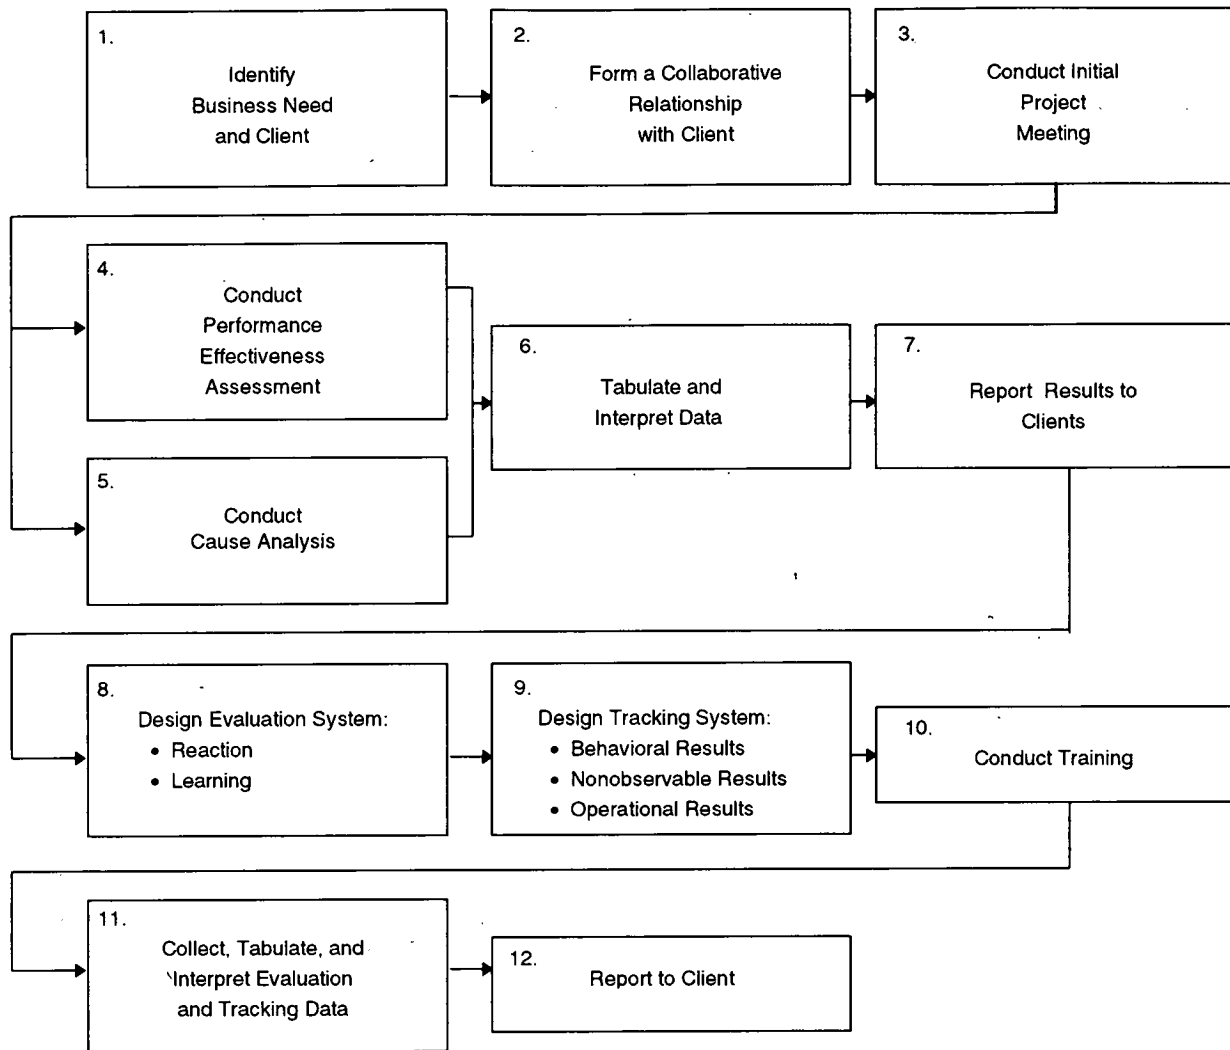 1.
Identify
Business Need
and Client
2.
Form a Collaborative
Relationship
with Client
3.
Conduct Initial
Project
Meeting
4.
Conduct
Performance
Effectiveness
Assessment
5.
Conduct
Cause Analysis
6.
Tabulate and
Interpret Data
7.
Report Results to
Clients
8.
Design Evaluation System:
• Reaction
• Learning
9.
Design Tracking System:
• Behavioral Results
• Nonobservable Results
• Operational Results
10.
Conduct Training
11.
Collect, Tabulate, and
Interpret Evaluation
and Tracking Data
12.
Report to Client